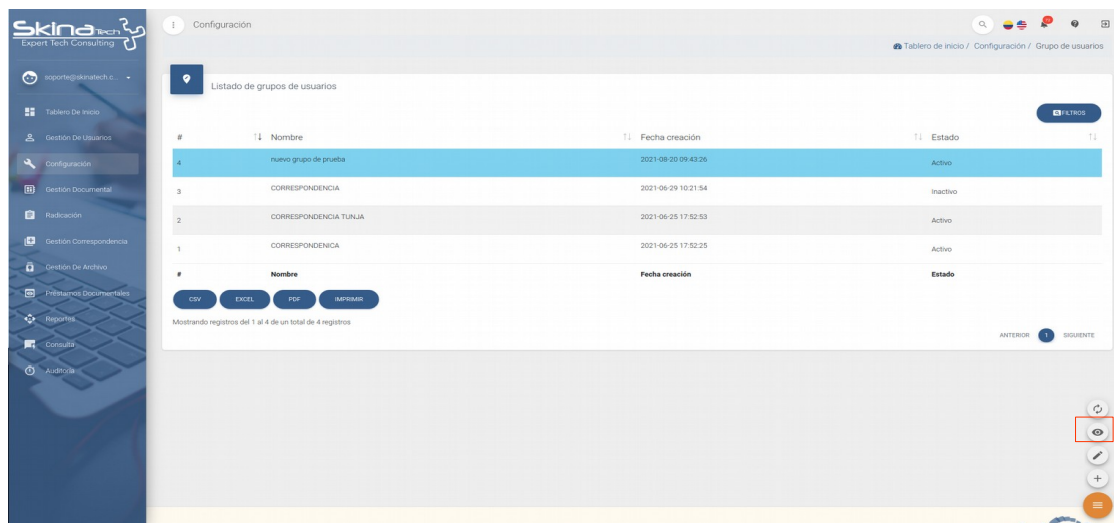 SkinaTech
Expert Tech Consulting
Configuración
Tablero de inicio / Configuración / Grupo de usuarios
soporte@skinatech.c...
Listado de grupos de usuarios
FILTROS
Tablero De Inicio
Gestión De Usuarios
Configuración
Gestión Documental
Radicación
Gestión Correspondencia
Gestión De Archivo
Préstamos Documentales
Reportes
Consulta
Auditoría
# Nombre Fecha creación Estado
4 nuevo grupo de prueba 2021-08-20 09:43:26 Activo
3 CORRESPONDENCIA 2021-06-29 10:21:54 Inactivo
2 CORRESPONDENCIA TUNJA 2021-06-25 17:52:53 Activo
1 CORRESPONDENICA 2021-06-25 17:52:25 Activo
# Nombre Fecha creación Estado
CSV EXCEL PDF IMPRIMIR
Mostrando registros del 1 al 4 de un total de 4 registros
ANTERIOR 1 SIGUIENTE